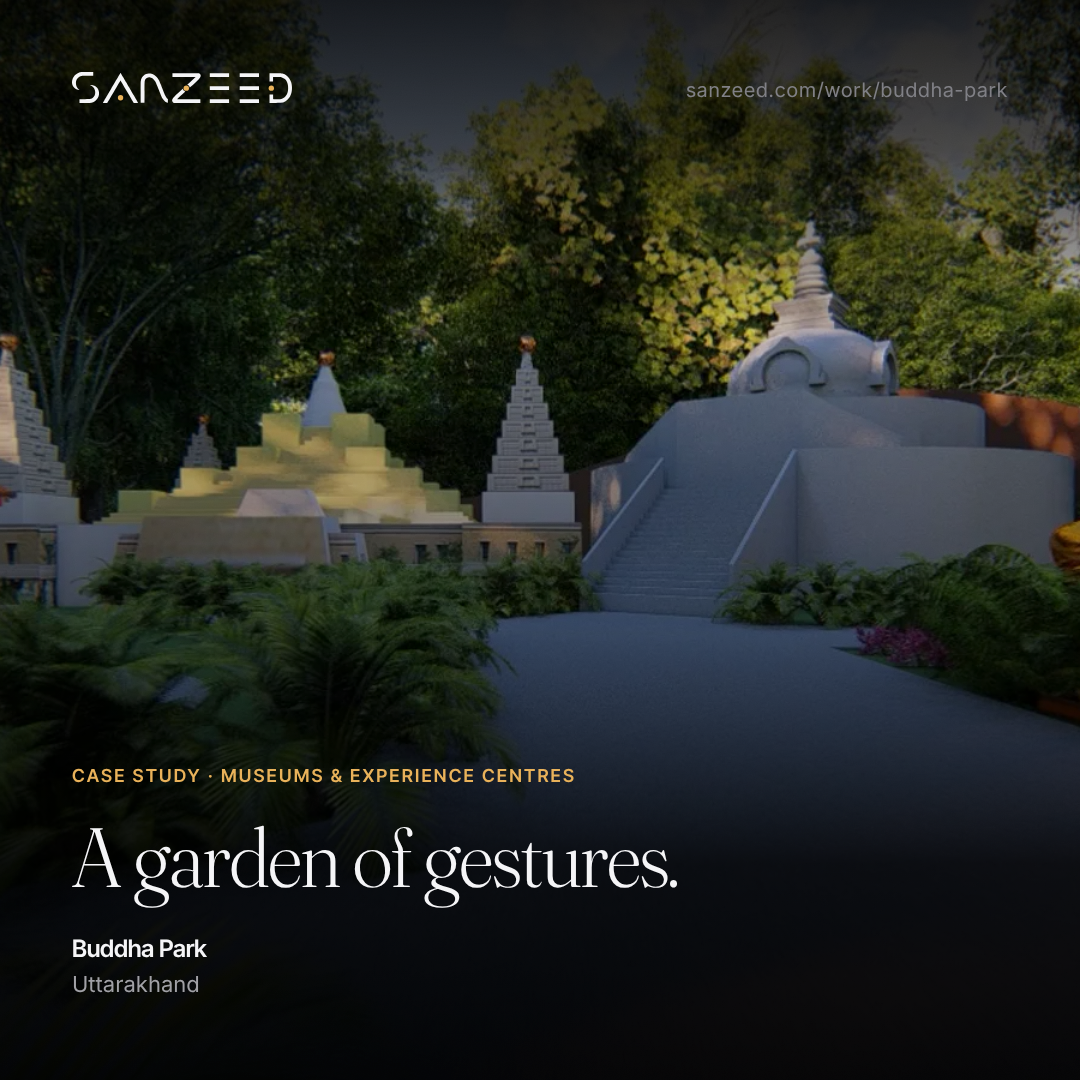 SANZEED
sanzeed.com/work/buddha-park
CASE STUDY · MUSEUMS & EXPERIENCE CENTRES
A garden of gestures.
Buddha Park
Uttarakhand